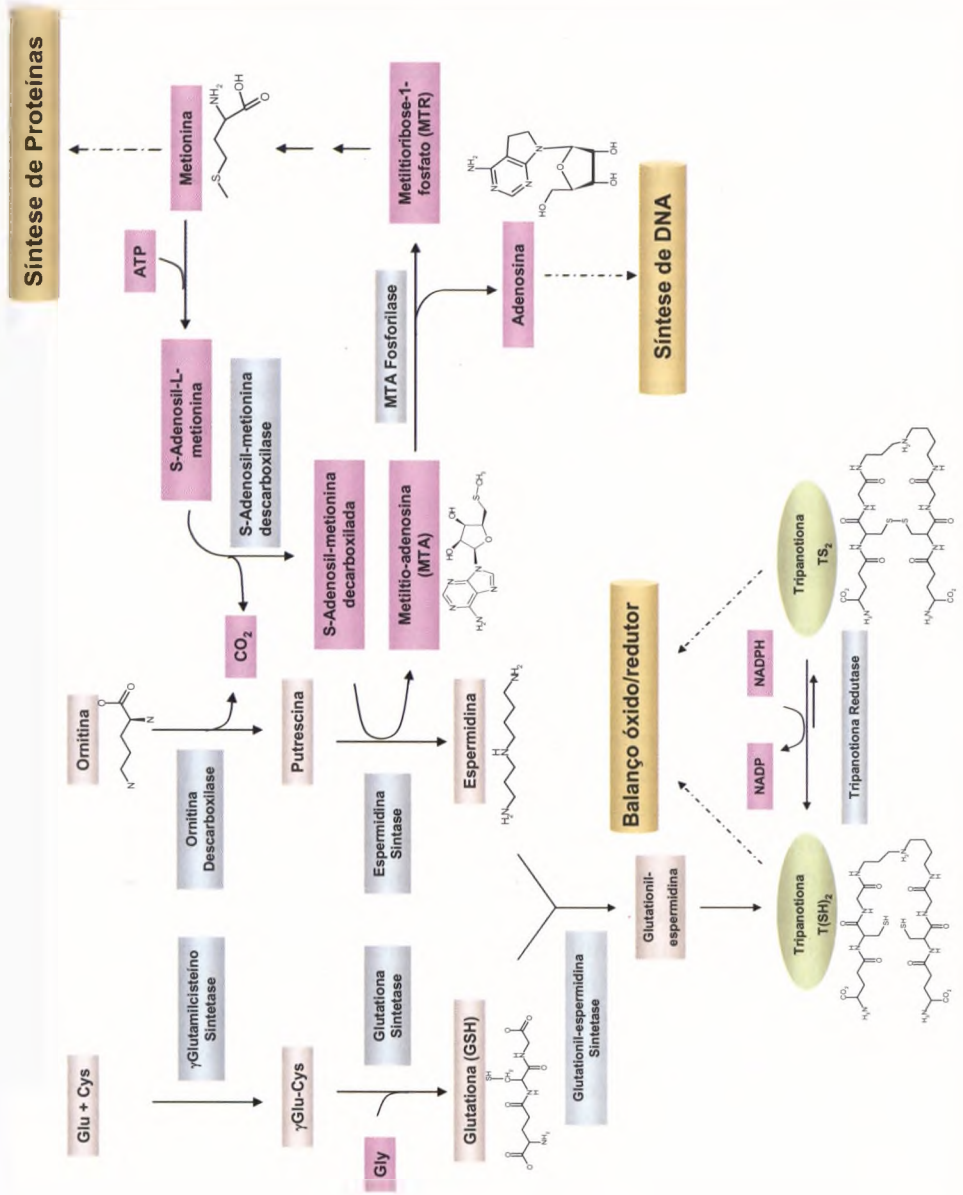 Síntese de Proteínas
Glu + Cys
Ornitina
ATP
Metionina
γGlutamilcisteíno
Sintetase
Ornitina
Descarboxilase
CO2
S-Adenosil-L-
metionina
S-Adenosil-metionina
descarboxilase
γGlu-Cys
Putrescina
S-Adenosil-metionina
decarboxilada
Gly
Glutationa
Sintetase
Espermidina
Sintase
Metiltio-adenosina
(MTA)
MTA Fosforilase
Metiltioribose-1-
fosfato (MTR)
Glutationa (GSH)
Espermidina
Adenosina
Glutationil-espermidina
Sintetase
Glutationil-
espermidina
Balanço óxido/redutor
Síntese de DNA
NADP
NADPH
Tripanotiona
T(SH)2
Tripanotiona
TS2
Tripanotiona Redutase